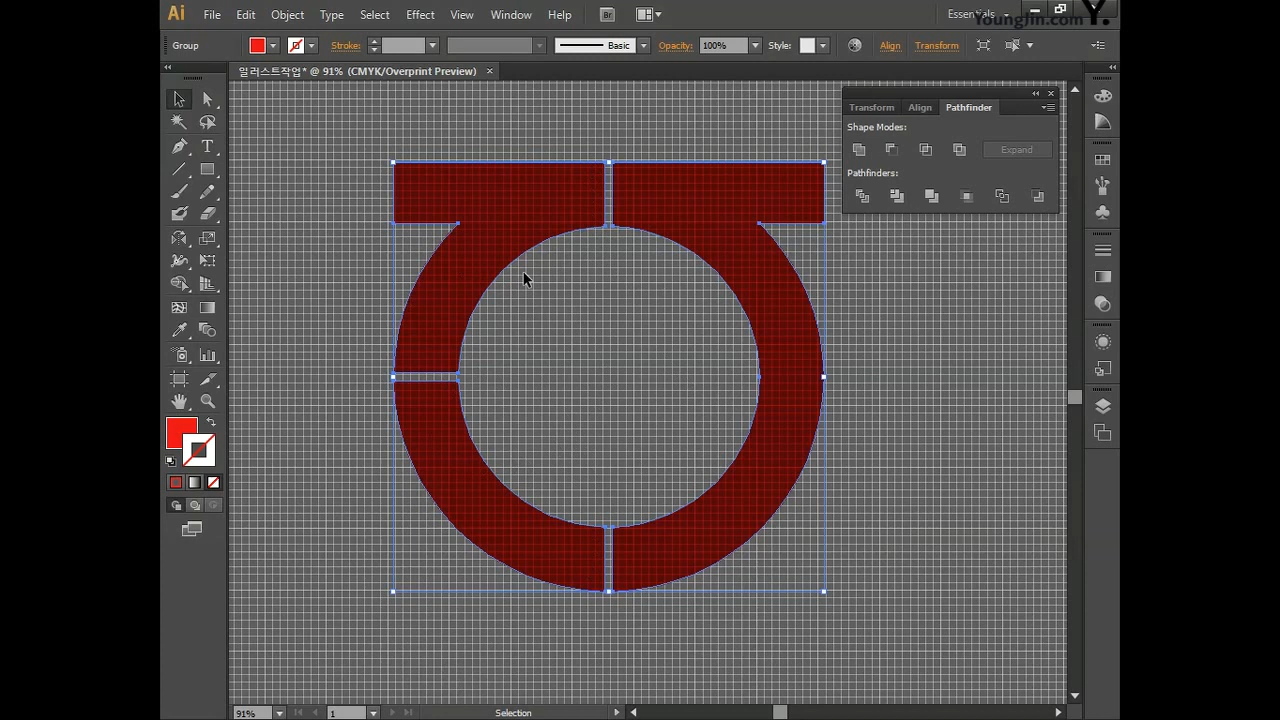 Ai File Edit Object Type Select Effect View Window Help Br Essentials
YoungJin.com Y.
Group Stroke: Basic Opacity: 100% Style: Align Transform
일러스트작업* @ 91% (CMYK/Overprint Preview) ×
Transform Align Pathfinder
Shape Modes:
Expand
Pathfinders:
T
91% 1 Selection